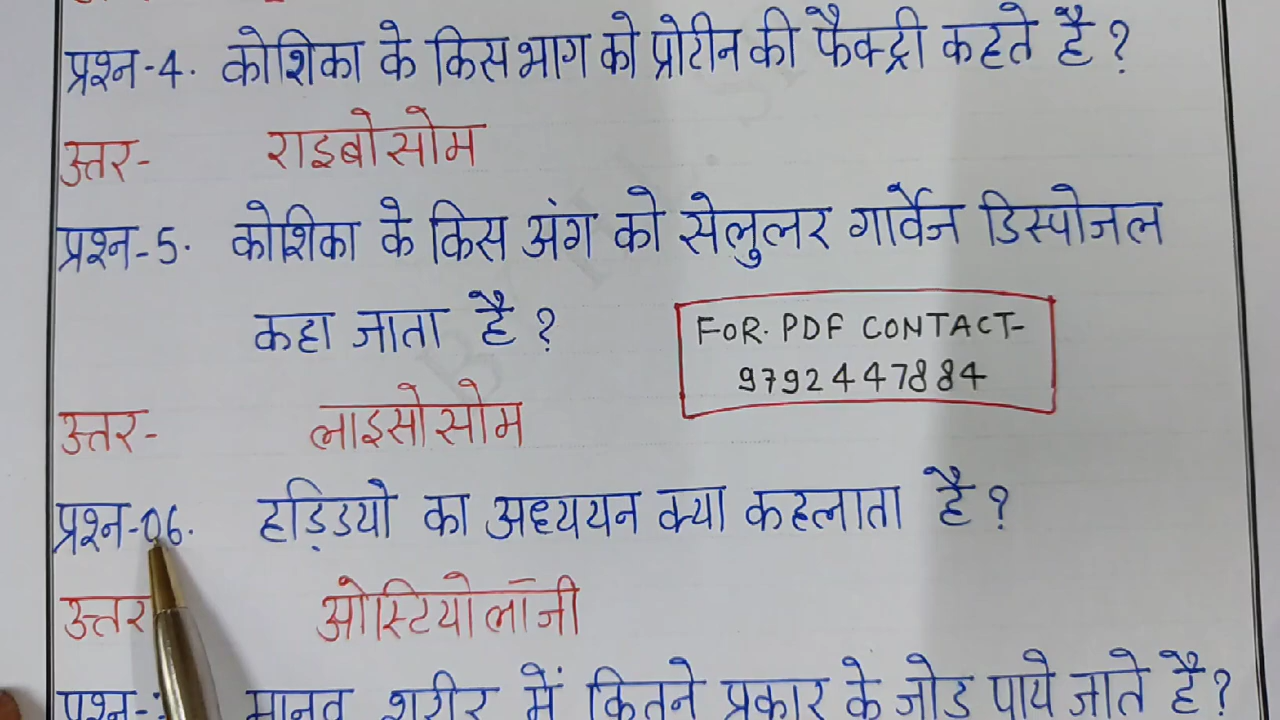 प्रश्न-4. कोशिका के किस भाग को प्रोटीन की फैक्ट्री कहते है ?
उत्तर- राइबोसोम
प्रश्न-5. कोशिका के किस अंग को सेलुलर गार्वेज डिस्पोजल
कहा जाता है ?
FOR. PDF CONTACT-
9792447884
उत्तर- लाइसोसोम
प्रश्न-06. हड्डियो का अध्ययन क्या कहलाता है ?
उत्तर ओस्टियोलॉजी
प्रश्न- मानव शरीर में कितने प्रकार के जोड पाये जाते है ?